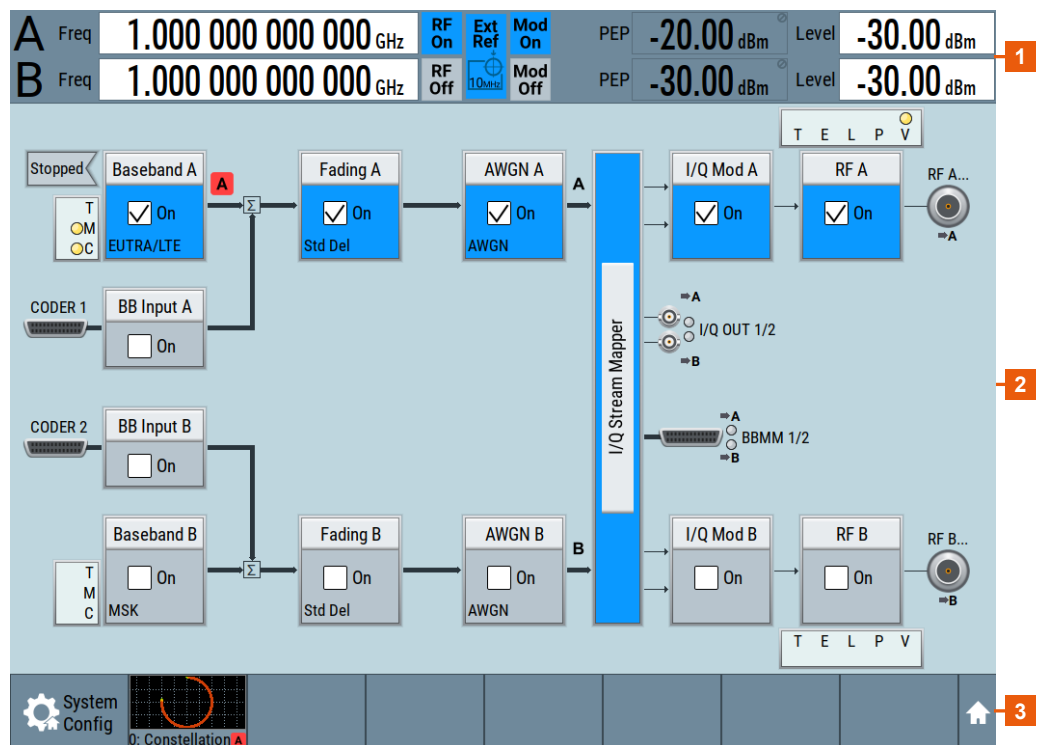 A Freq 1.000 000 000 000 GHz RF On Ext Ref Mod On PEP -20.00 dBm Level -30.00 dBm
1
B Freq 1.000 000 000 000 GHz RF Off 10MHz Mod Off PEP -30.00 dBm Level -30.00 dBm
T E L P V
Stopped
Baseband A
On
EUTRA/LTE
T
M
C
A
Σ
Fading A
On
Std Del
AWGN A
On
AWGN
A
I/Q Mod A
On
RF A
On
RF A...
A
CODER 1
BB Input A
On
I/Q Stream Mapper
A
I/Q OUT 1/2
B
2
CODER 2
BB Input B
On
A
BBMM 1/2
B
Baseband B
On
MSK
T
M
C
Σ
Fading B
On
Std Del
AWGN B
On
AWGN
B
I/Q Mod B
On
RF B
On
RF B...
B
T E L P V
System Config
0: Constellation A
3